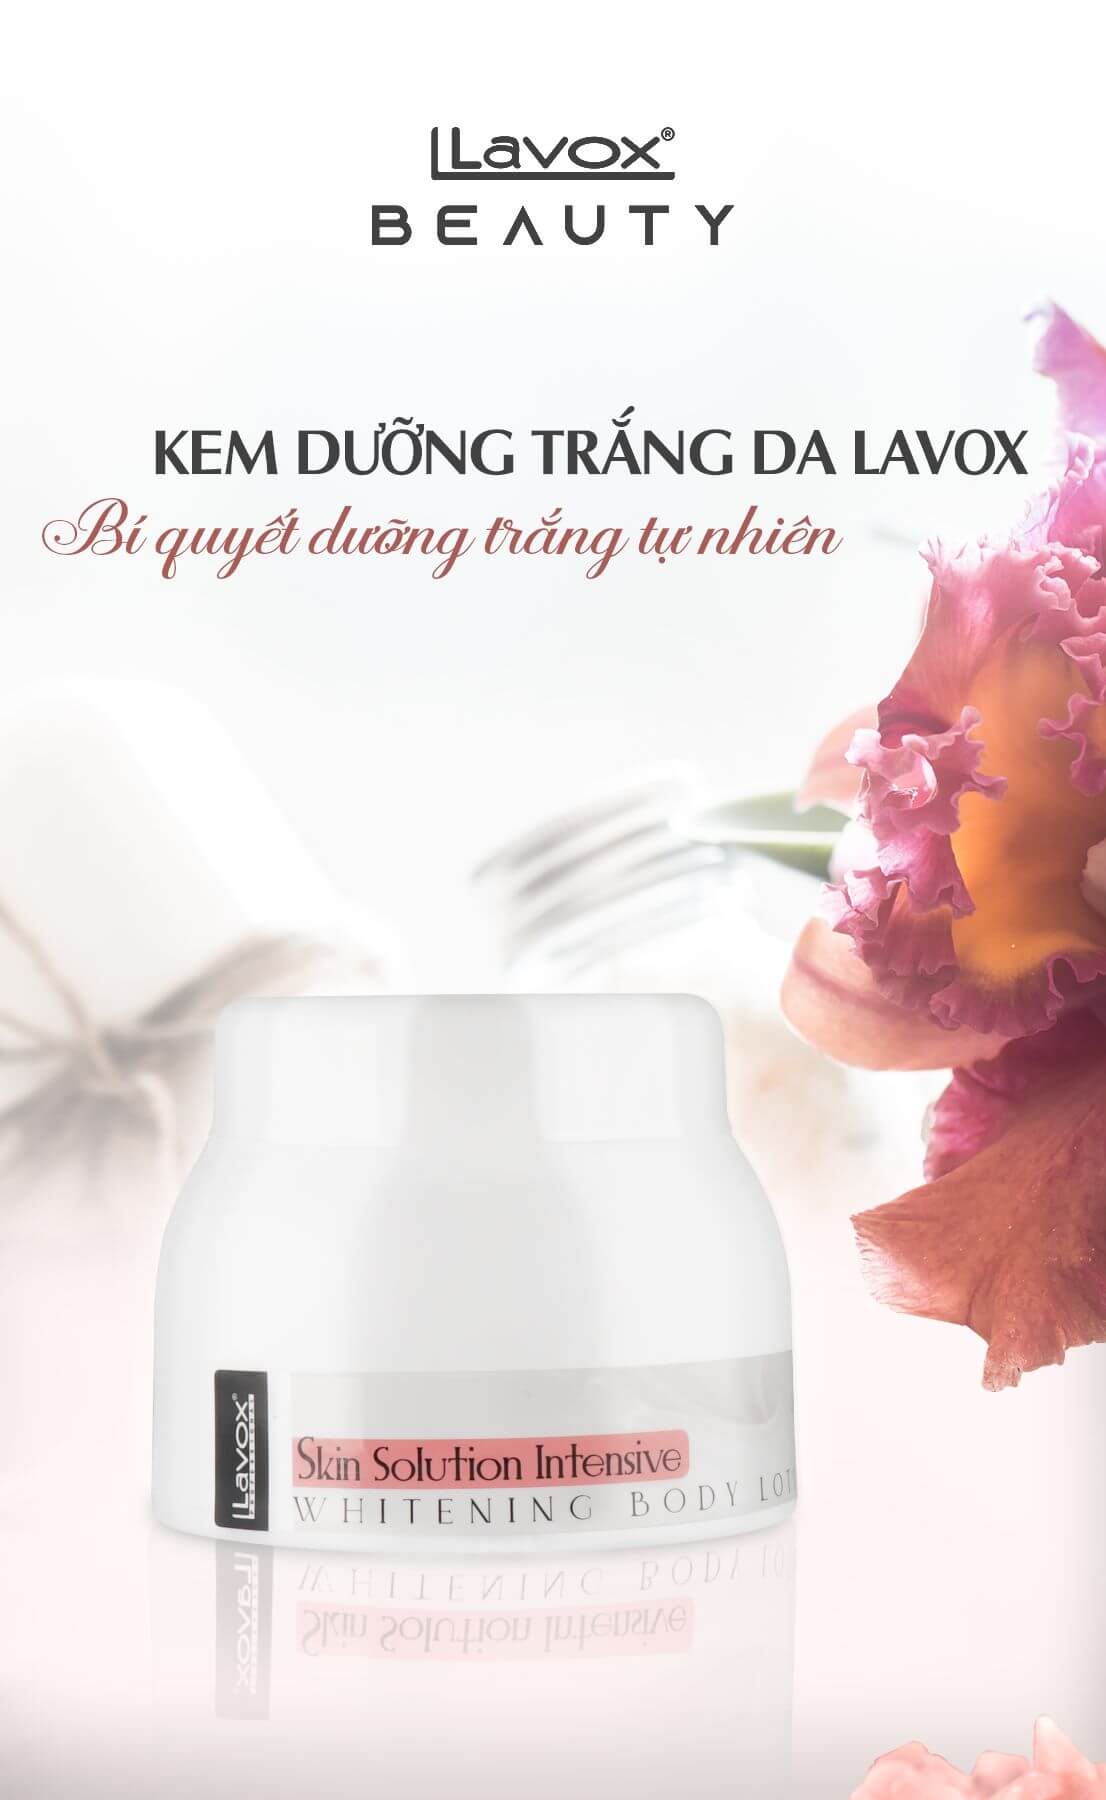 Lavox®
BEAUTY
KEM DƯỠNG TRẮNG DA LAVOX
Bí quyết dưỡng trắng tự nhiên
Lavox®
Skin Solution Intensive
WHITENING BODY LOT